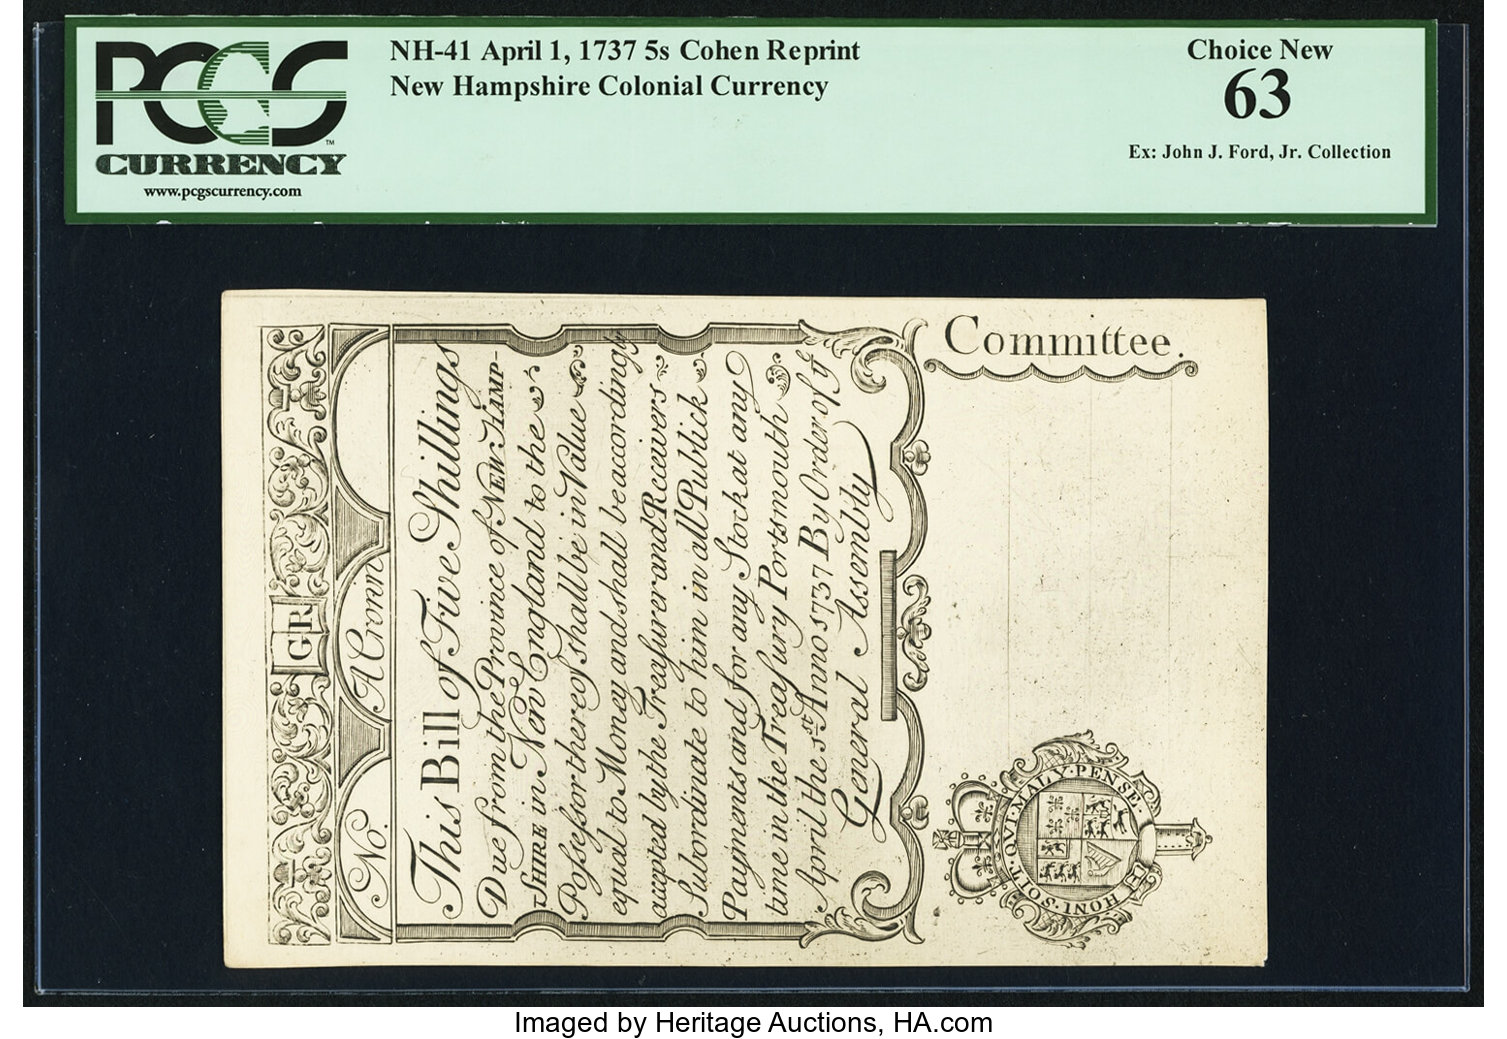 PCGS
CURRENCY
www.pcgscurrency.com
NH-41 April 1, 1737 5s Cohen Reprint
New Hampshire Colonial Currency
Choice New
63
Ex: John J. Ford, Jr. Collection
GR
No. A Crown
This Bill of Five Shillings
Due from the Province of NEW HAMP-
SHIRE in New England to the
Possessor thereof shall be in Value
equal to Money and shall be accordingly
accepted by the Treasurer and Receivers
Subordinate to him in all Publick
Payments and for any Stock at any
time in the Treasury Portsmouth
April the 1st Anno 1737 By Order of ye
General Assembly
HONI·SOIT·QVI·MALY·PENSE·
Committee.
Imaged by Heritage Auctions, HA.com